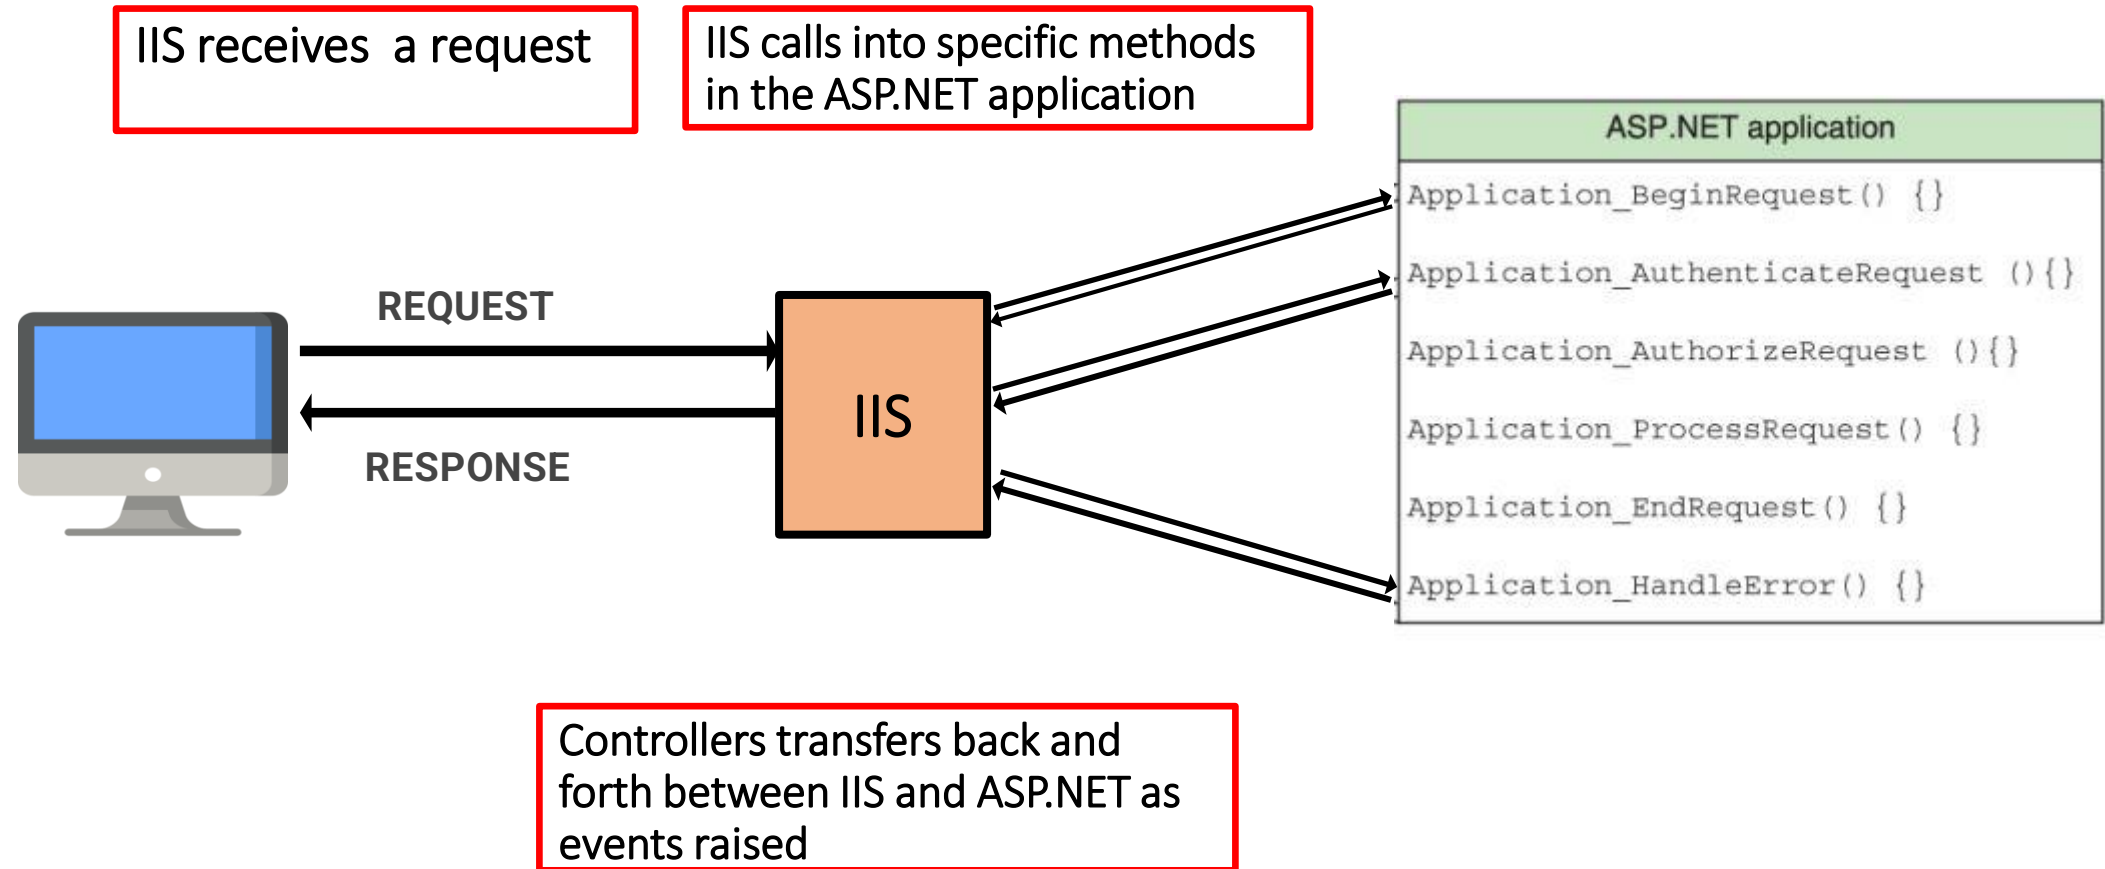 IIS receives  a request
IIS calls into specific methods
in the ASP.NET application
ASP.NET application
Application_BeginRequest() {}
Application_AuthenticateRequest (){}
Application_AuthorizeRequest (){}
Application_ProcessRequest() {}
Application_EndRequest() {}
Application_HandleError() {}
REQUEST
IIS
RESPONSE
Controllers transfers back and
forth between IIS and ASP.NET as
events raised